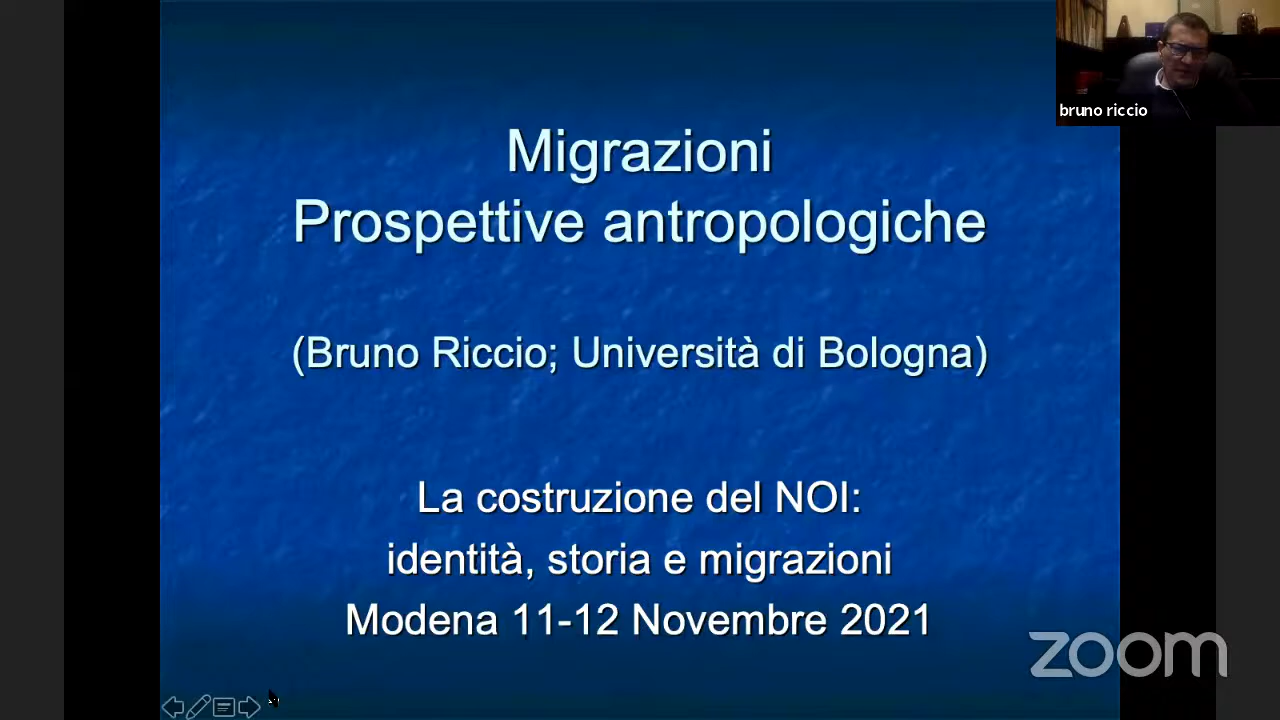 bruno riccio
Migrazioni
Prospettive antropologiche
(Bruno Riccio; Università di Bologna)
La costruzione del NOI:
identità, storia e migrazioni
Modena 11-12 Novembre 2021
zoom